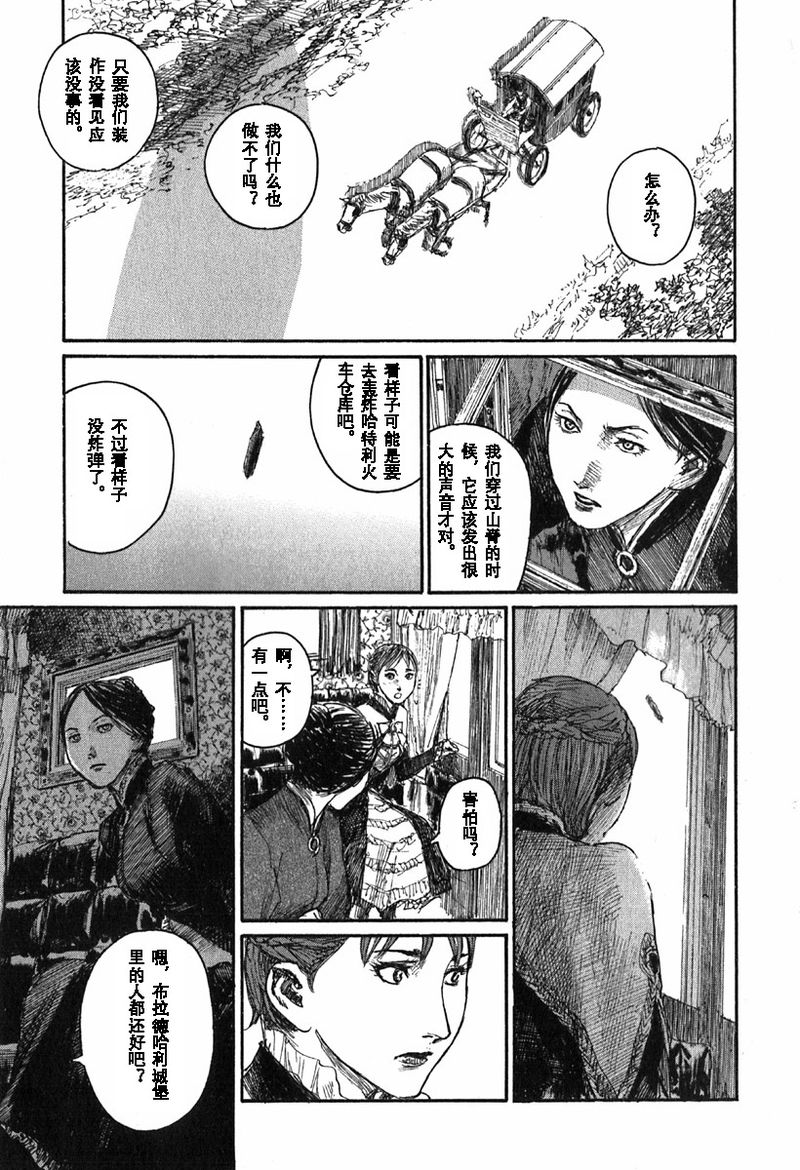 怎么办？
我们什么也
做不了吗？
只要我们装
作没看见应
该没事的。
我们穿过山脊的时
候，它应该发出很
大的声音才对。
看样子可能是要
去轰炸哈特利火
车仓库吧。
不过看样子
没炸弹了。
害怕吗？
啊，不……
有一点吧。
嗯，布拉德哈利城堡
里的人都还好吧？